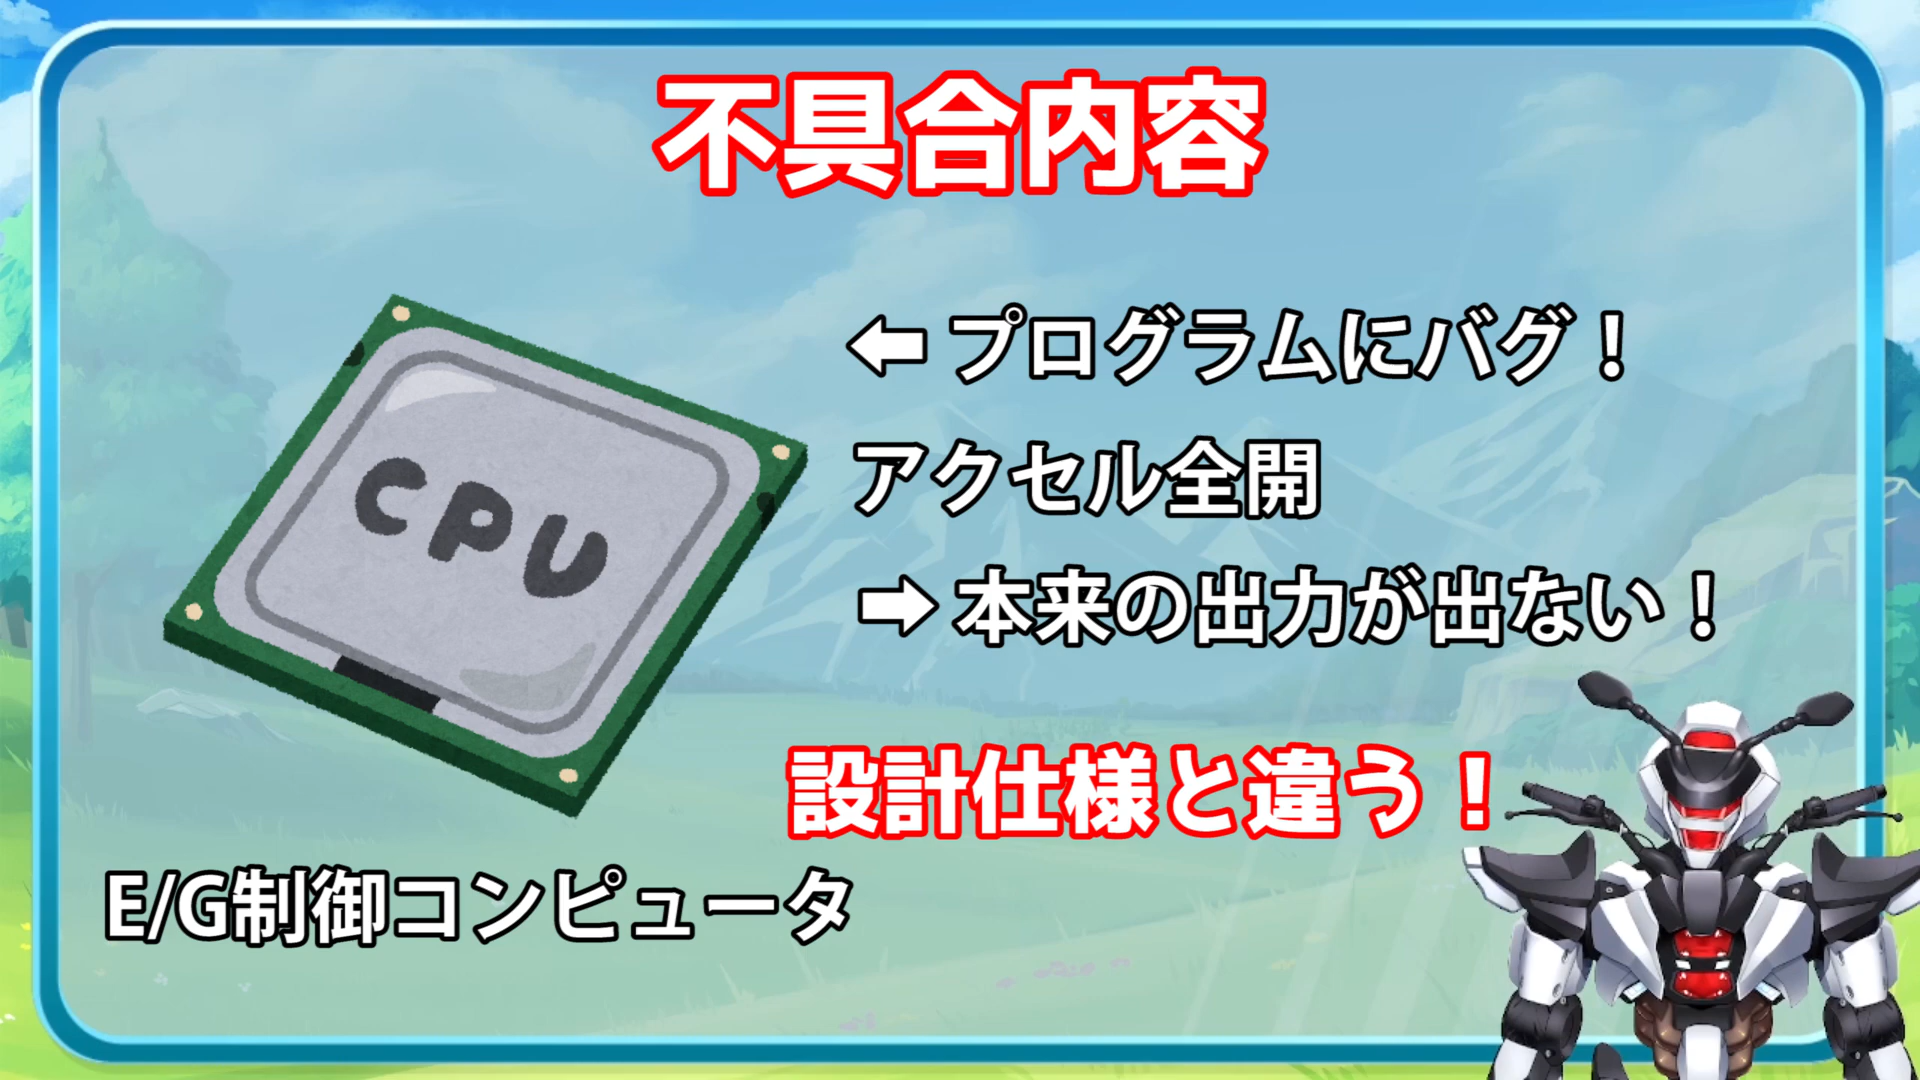 不具合内容
⬅プログラムにバグ！
アクセル全開
➡本来の出力が出ない！
CPU
設計仕様と違う！
E/G制御コンピュータ